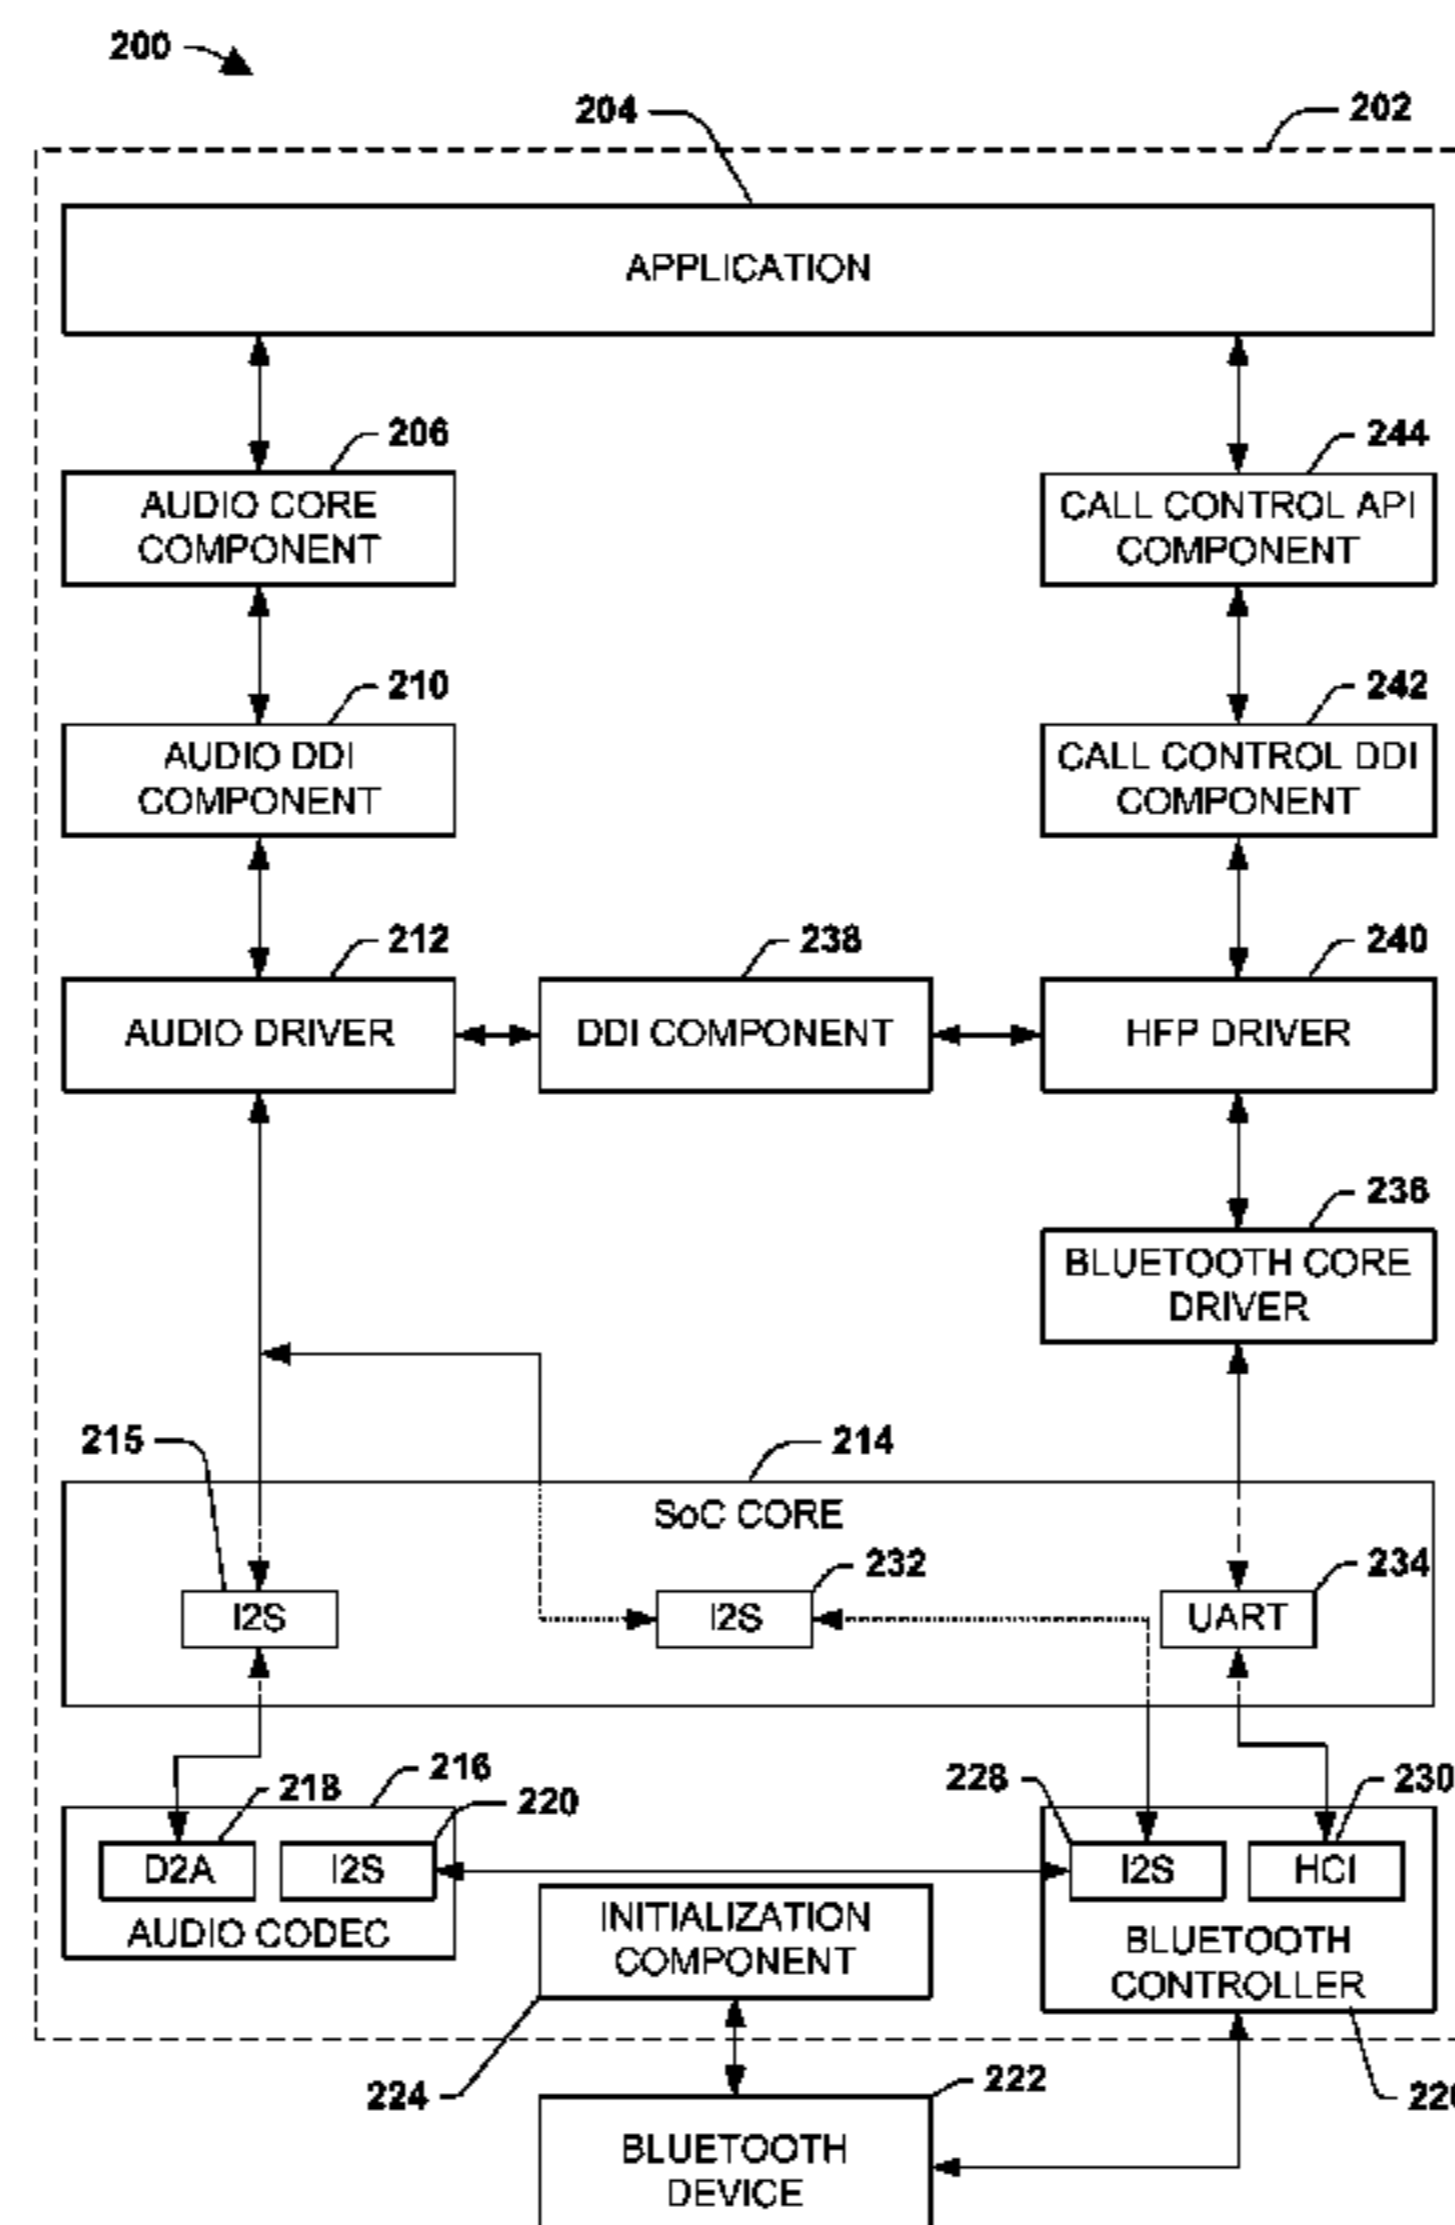 200
204
202
APPLICATION
206
244
AUDIO CORE
COMPONENT
CALL CONTROL API
COMPONENT
210
242
AUDIO DDI
COMPONENT
CALL CONTROL DDI
COMPONENT
212
238
240
AUDIO DRIVER
DDI COMPONENT
HFP DRIVER
236
BLUETOOTH CORE
DRIVER
215
214
SoC CORE
232
234
I2S
I2S
UART
218
216
220
228
230
D2A
I2S
AUDIO CODEC
I2S
HCI
BLUETOOTH
CONTROLLER
INITIALIZATION
COMPONENT
224
222
BLUETOOTH
DEVICE